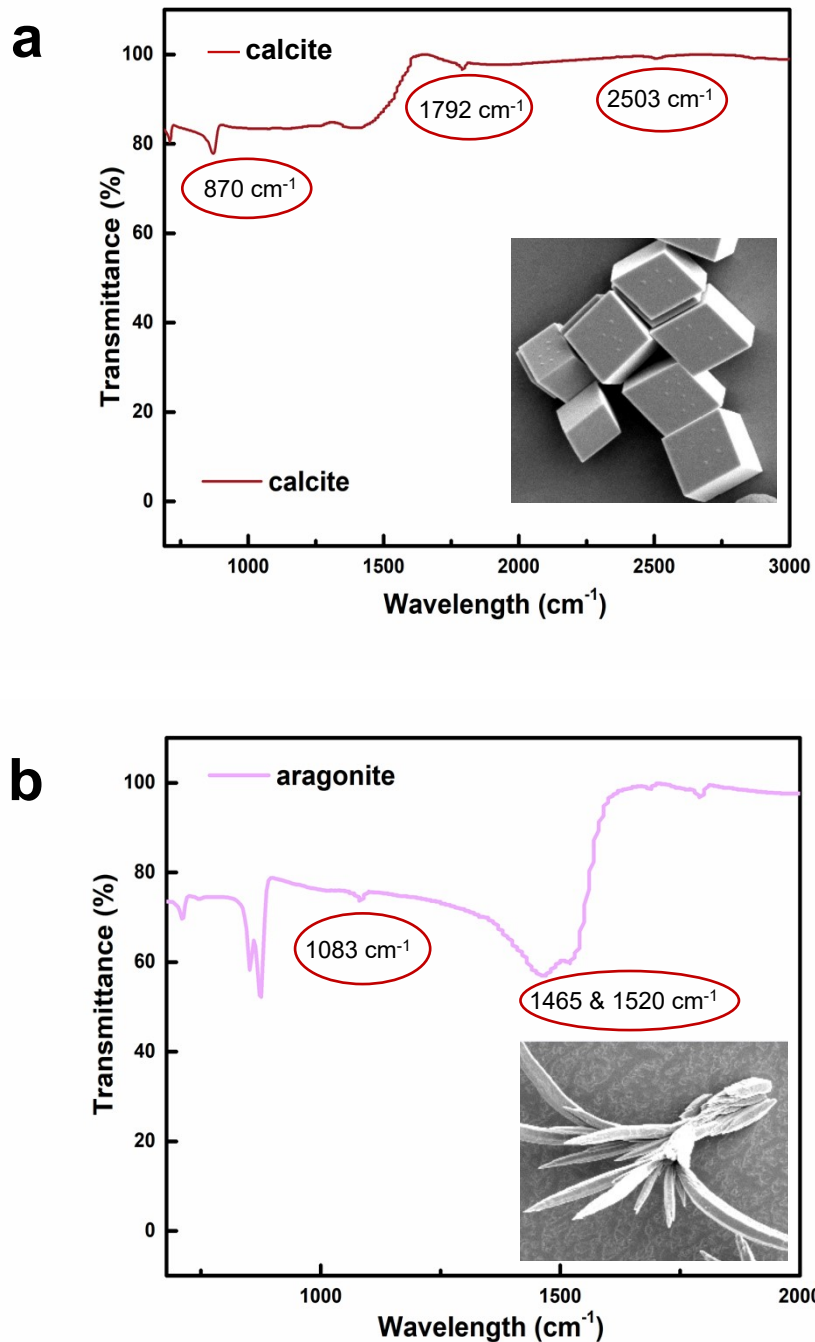 a
calcite
100
80
60
40
20
0
Transmittance (%)
870 cm⁻¹
1792 cm⁻¹
2503 cm⁻¹
calcite
1000 1500 2000 2500 3000
Wavelength (cm⁻¹)
b
aragonite
100
80
60
40
20
0
Transmittance (%)
1083 cm⁻¹
1465 & 1520 cm⁻¹
1000 1500 2000
Wavelength (cm⁻¹)